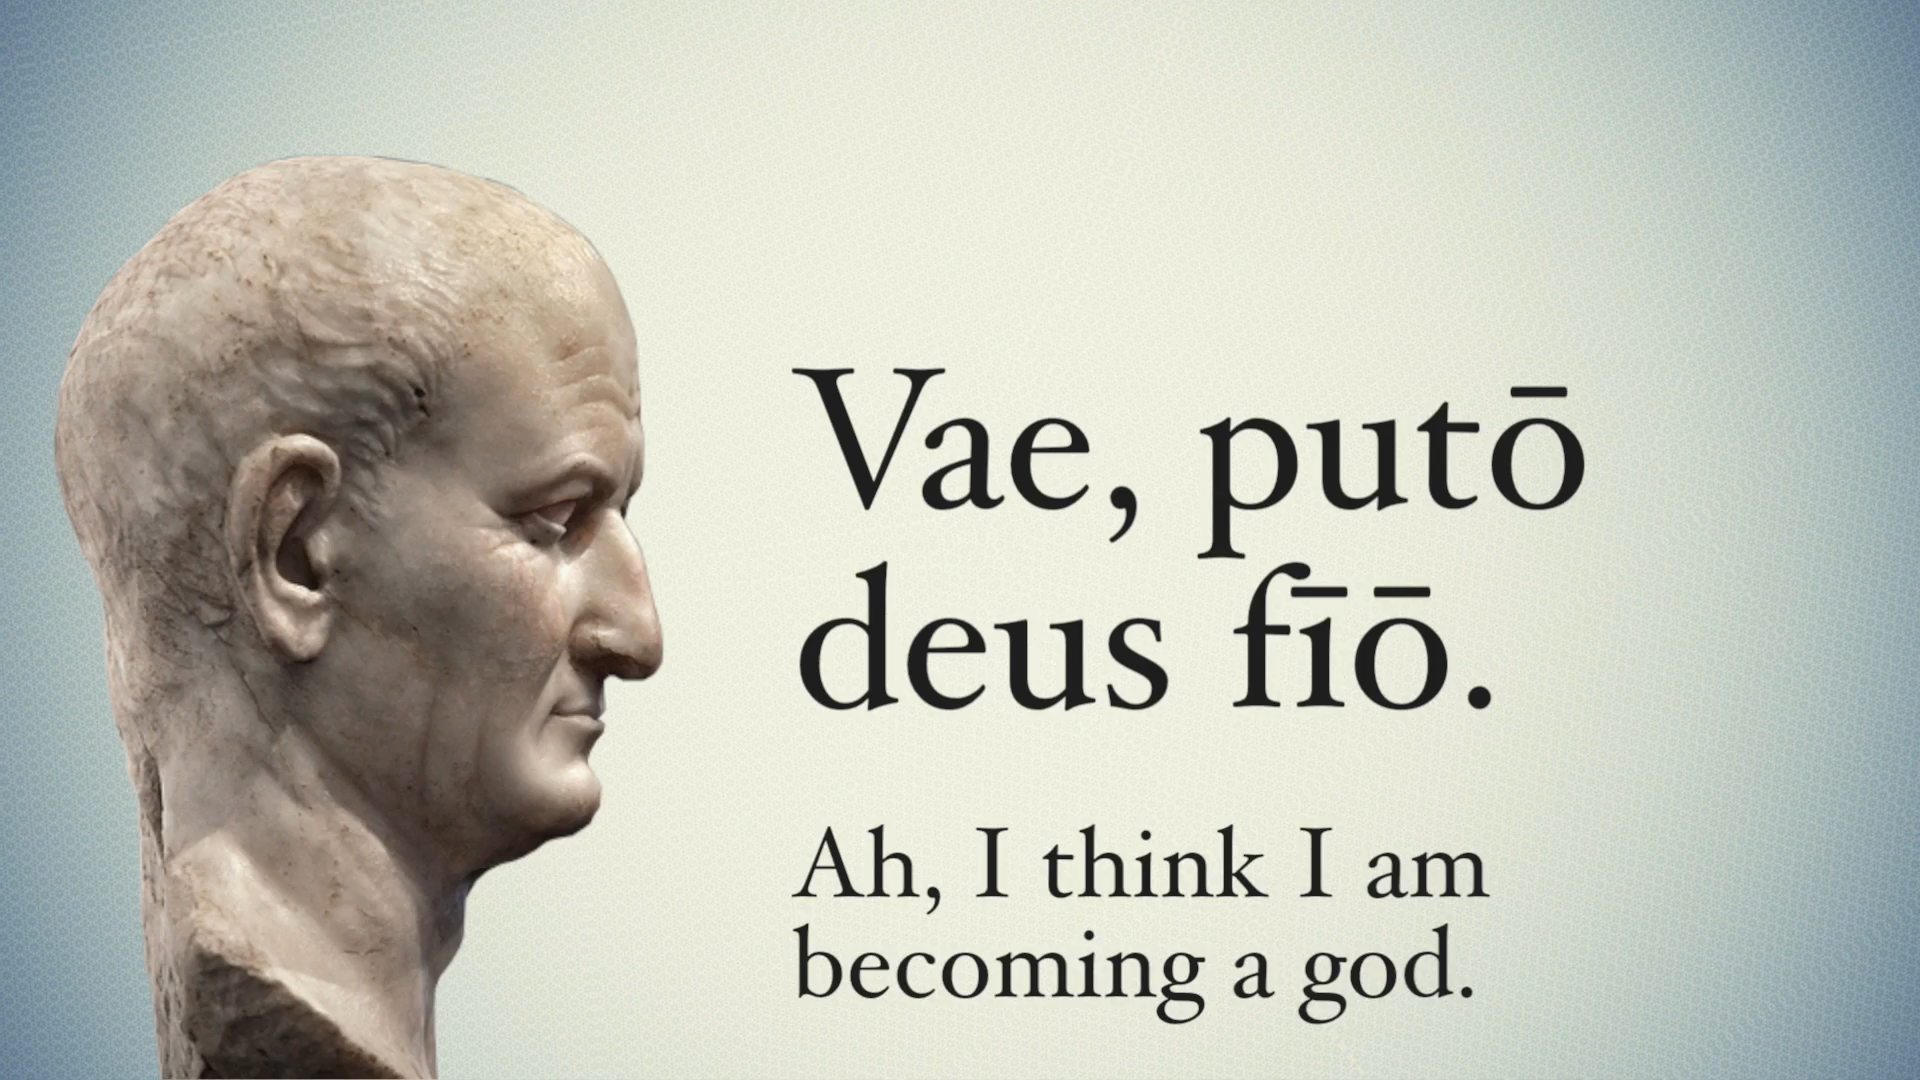 Vae, putō
deus fīō.
Ah, I think I am
becoming a god.